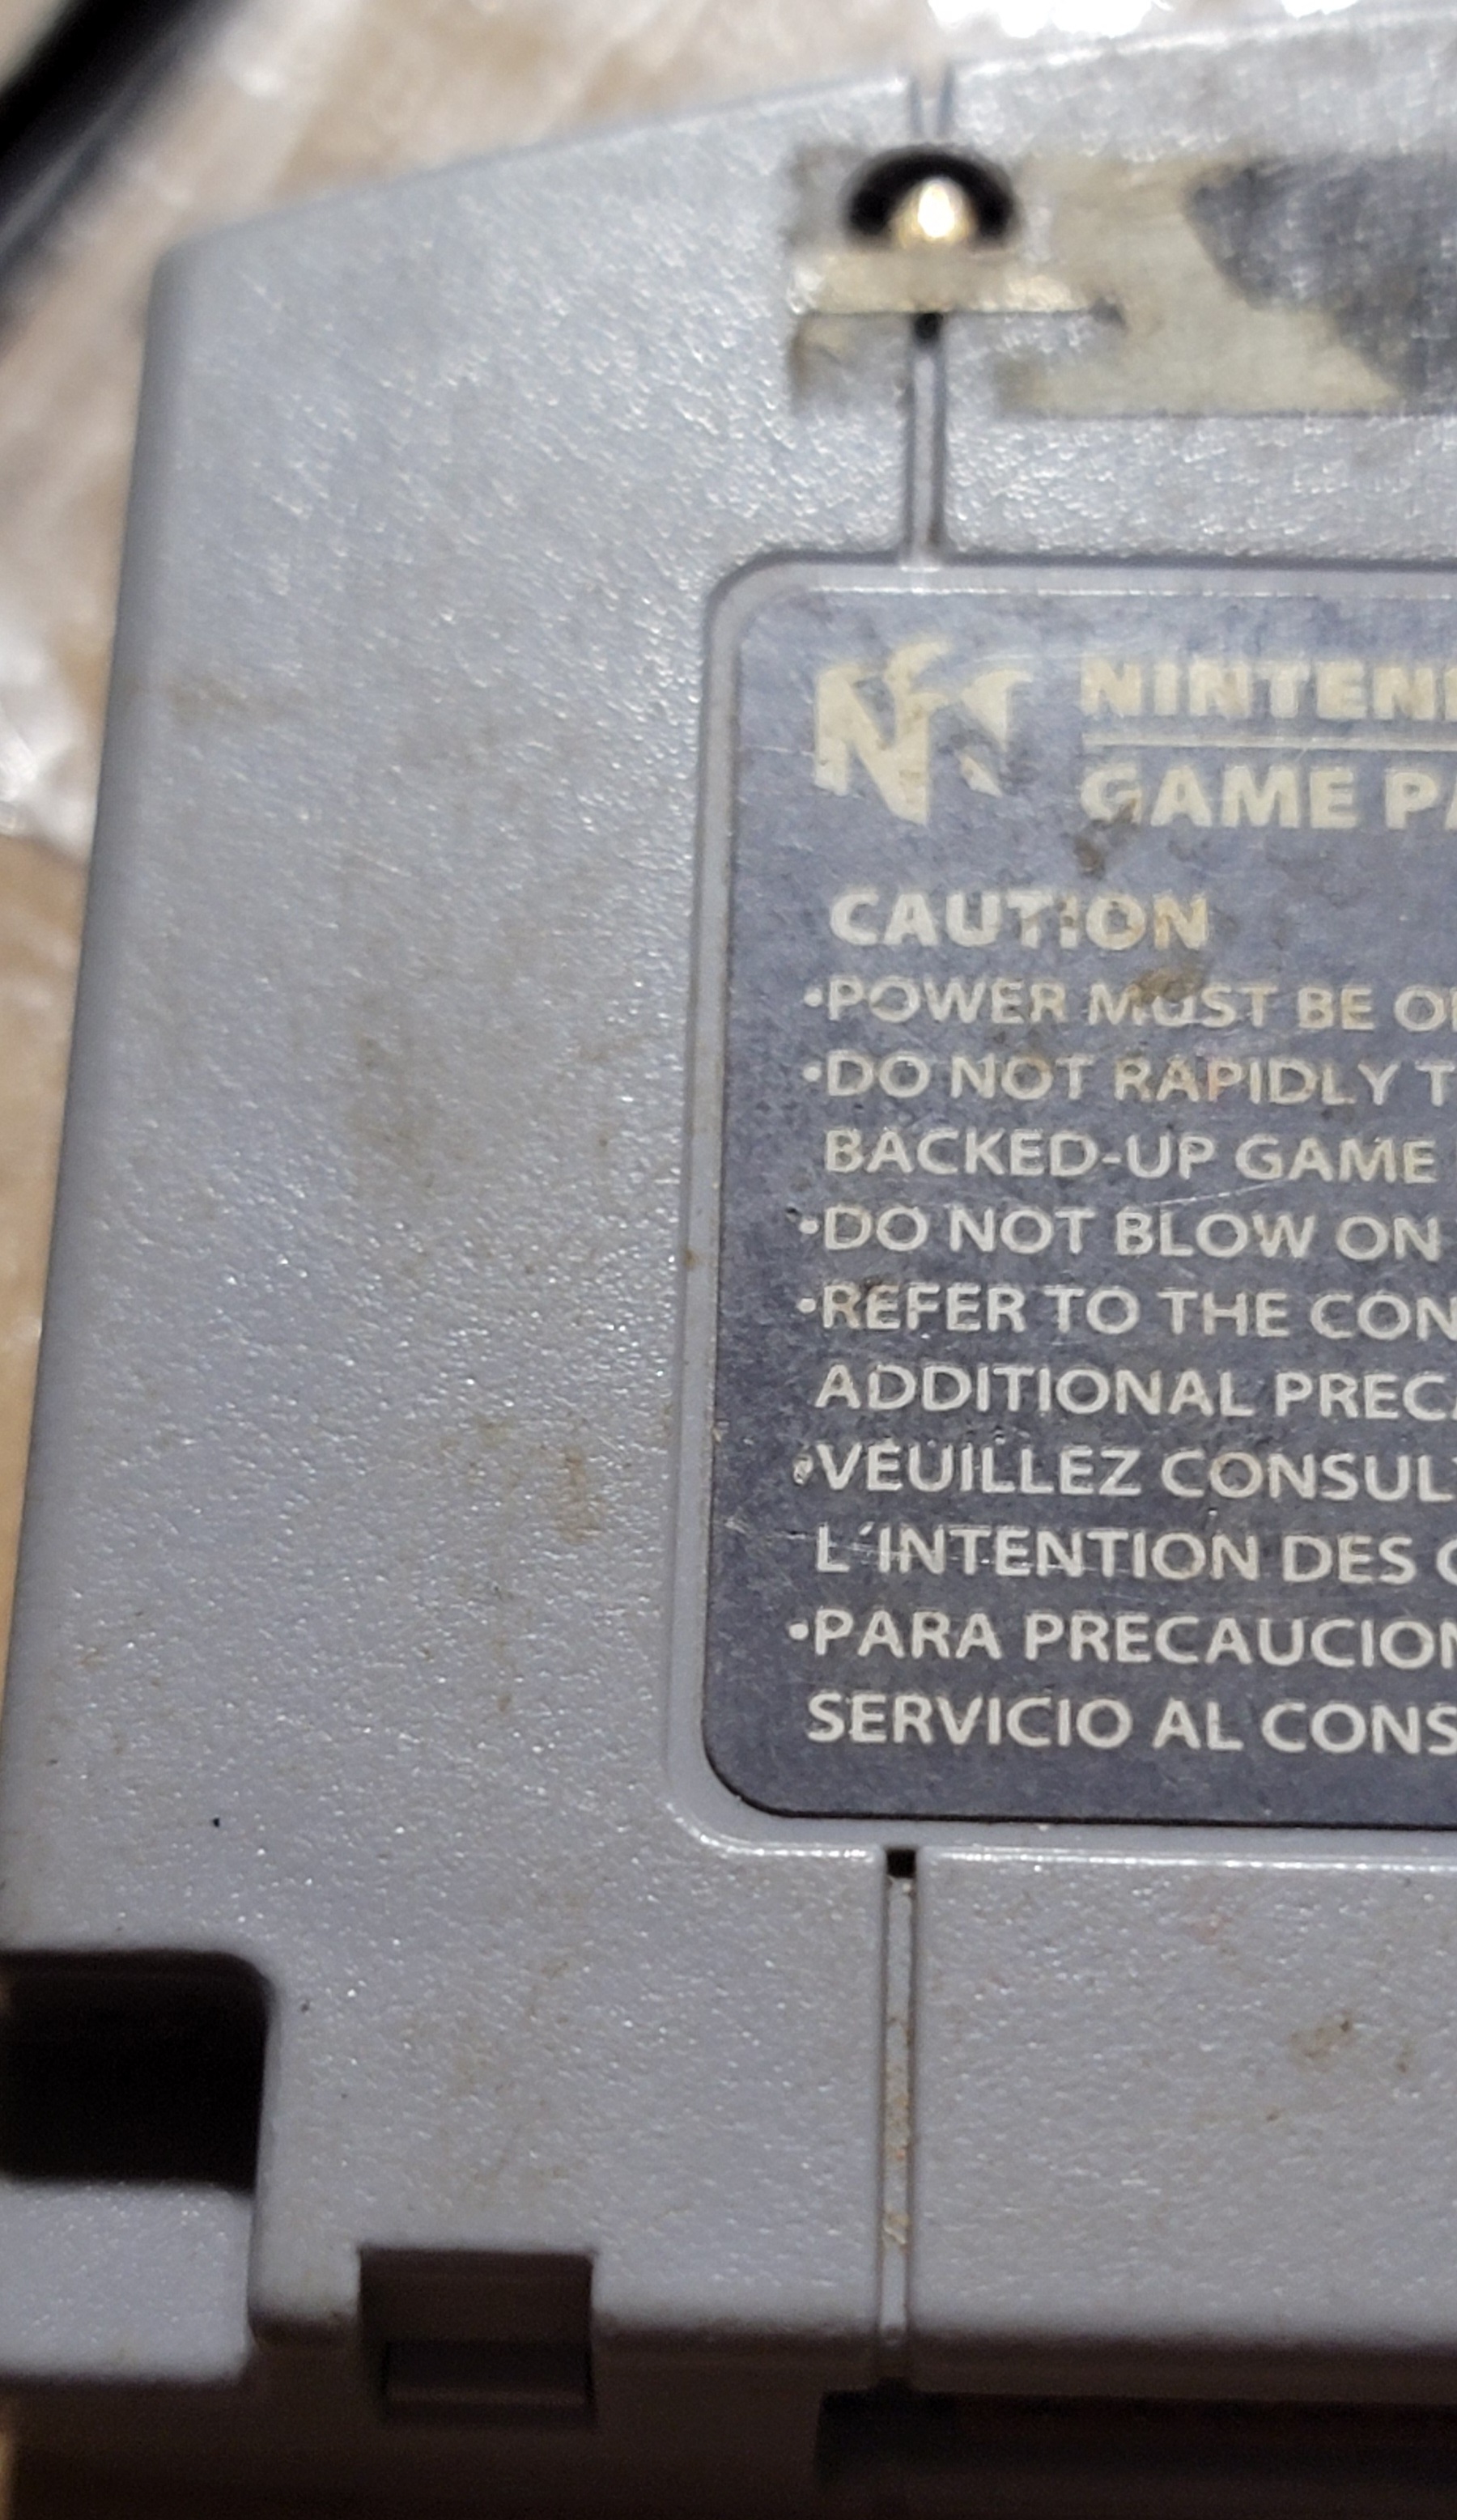 NINTEN
GAME PA
CAUTION
•POWER MUST BE O
•DO NOT RAPIDLY T
BACKED-UP GAME
•DO NOT BLOW ON
•REFER TO THE CON
ADDITIONAL PREC
•VEUILLEZ CONSUL
L'INTENTION DES
•PARA PRECAUCION
SERVICIO AL CONS